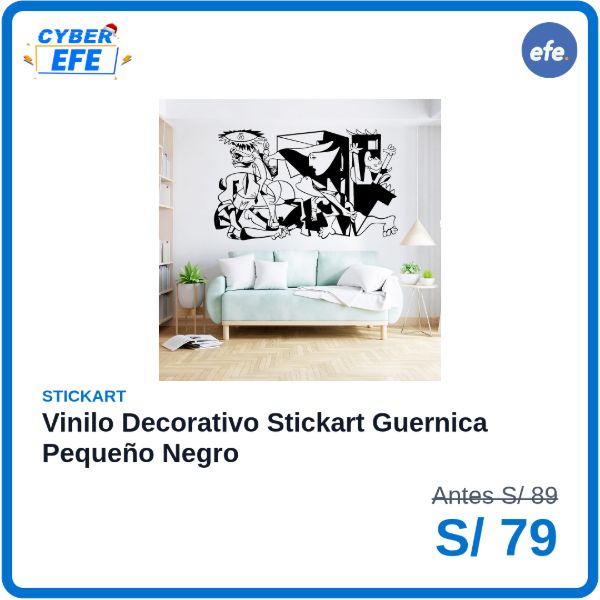 CYBER
EFE
efe.
STICKART
Vinilo Decorativo Stickart Guernica
Pequeño Negro
Antes S/ 89
S/ 79